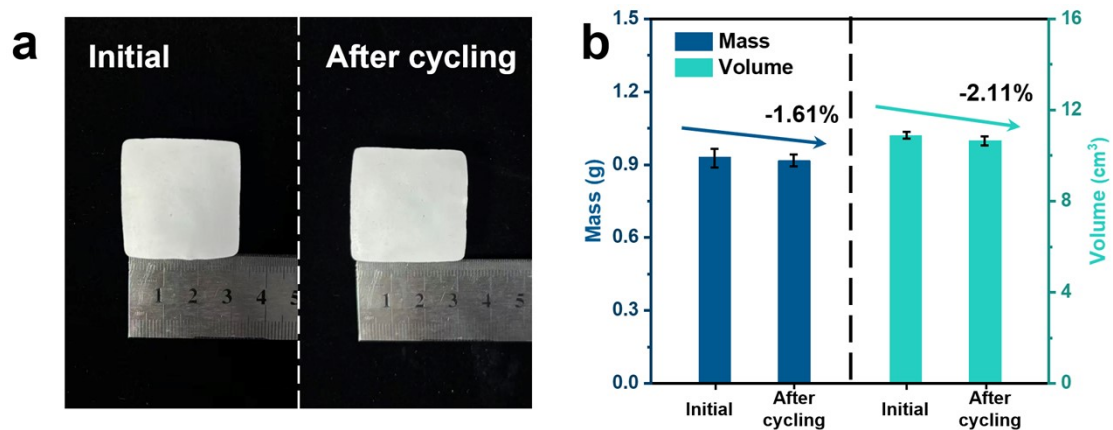 a
Initial
After cycling
1 2 3 4 5
1 2 3 4 5
b
Mass
Volume
-1.61%
-2.11%
Mass (g)
1.5
1.2
0.9
0.6
0.3
0.0
Volume (cm³)
16
12
8
4
0
Initial
After
cycling
Initial
After
cycling